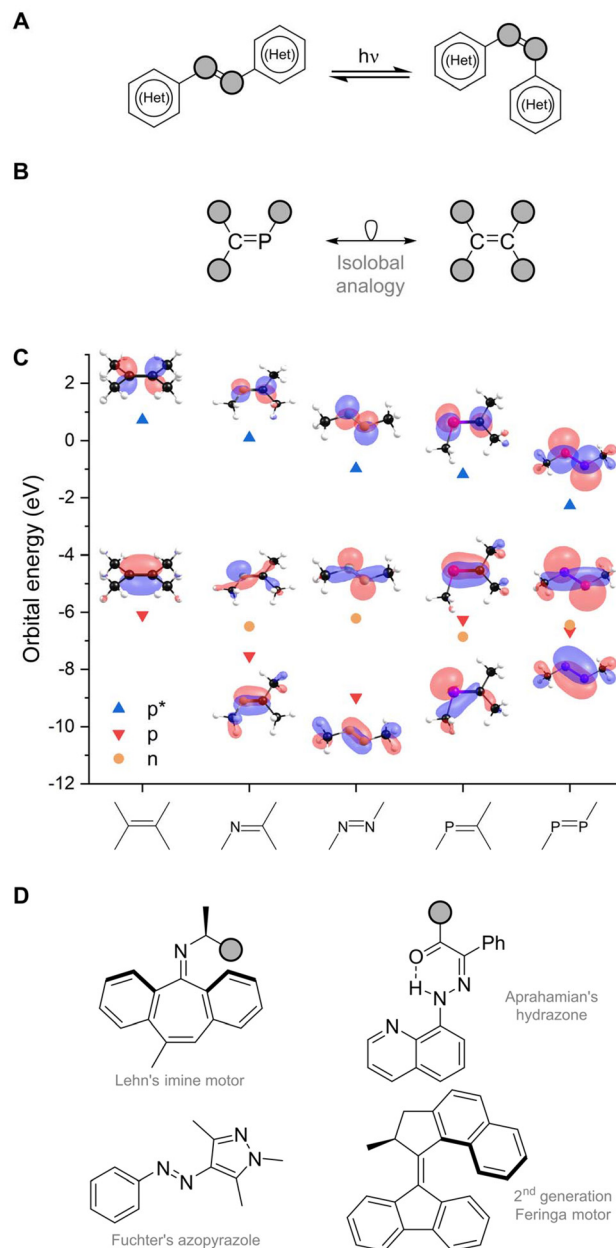 A
(Het)
(Het)
hν
(Het)
(Het)
B
C=P
Isolobal
analogy
C=C
C
Orbital energy (eV)
2
0
-2
-4
-6
-8
-10
-12
p*
p
n
N
N=N
P
P=P
D
N
Lehn's imine motor
O
Ph
H
N
N
N
Aprahamian's
hydrazone
N
N
N
N
Fuchter's azopyrazole
2nd generation
Feringa motor